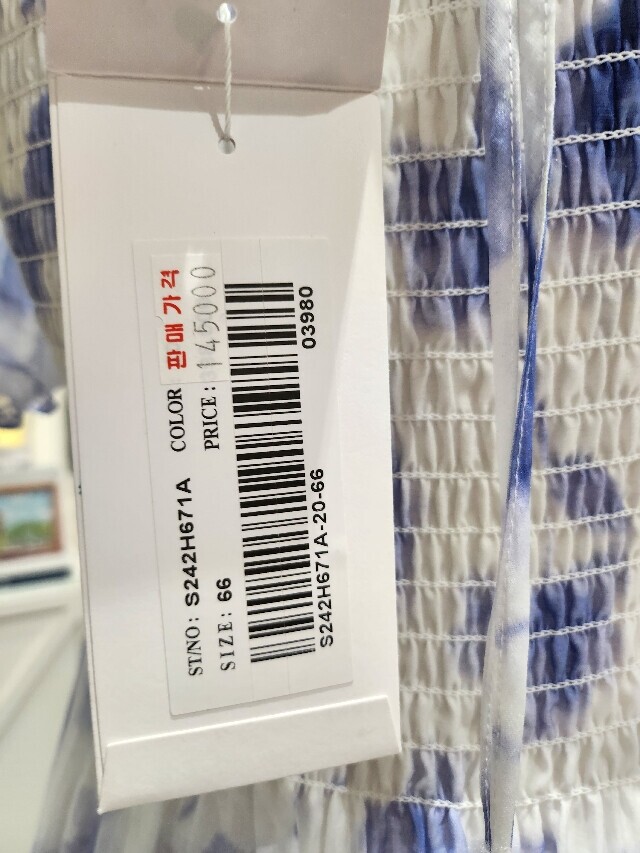 ST/NO: S242H671A COLOR 판매가격
SIZE: 66 PRICE: 145000
S242H671A-20-66 03980